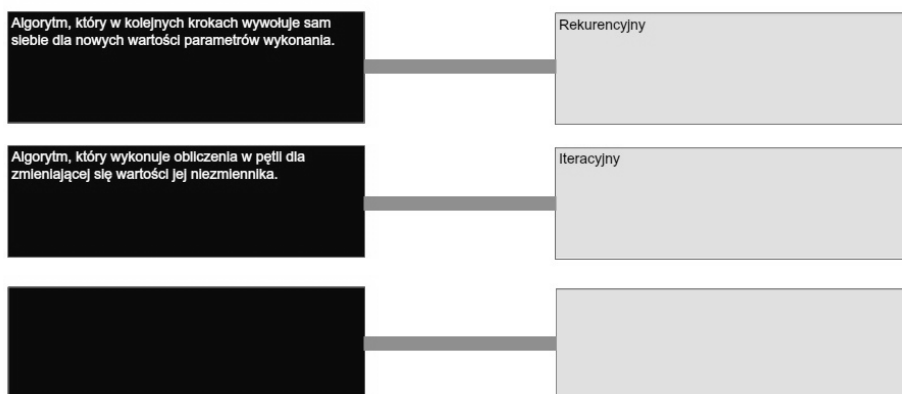 Algorytm, który w kolejnych krokach wywołuje sam
siebie dla nowych wartości parametrów wykonania.
Rekurencyjny
Algorytm, który wykonuje obliczenia w pętli dla
zmieniającej się wartości jej niezmiennika.
Iteracyjny